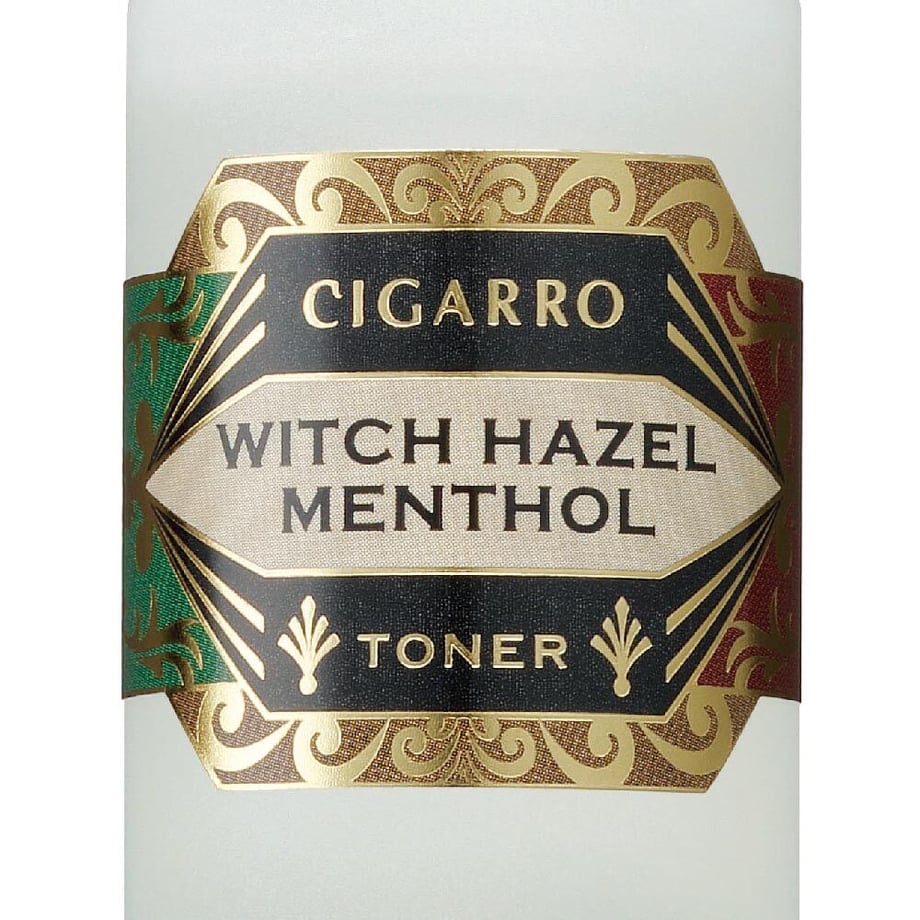 CIGARRO
WITCH HAZEL
MENTHOL
TONER